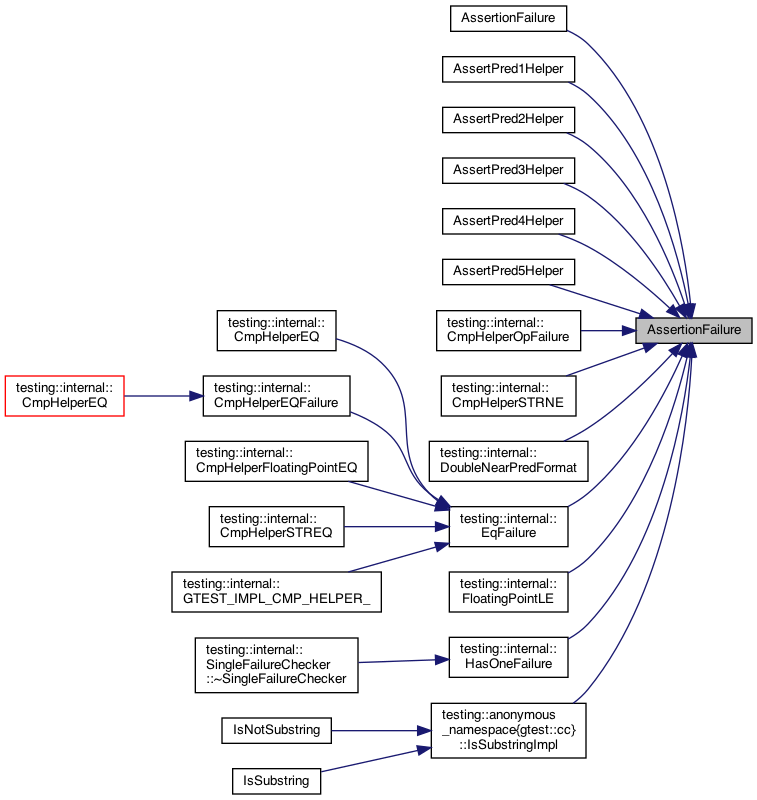 AssertionFailure
AssertPred1Helper
AssertPred2Helper
AssertPred3Helper
AssertPred4Helper
AssertPred5Helper
testing::internal::
CmpHelperOpFailure
AssertionFailure
testing::internal::
CmpHelperEQ
testing::internal::
CmpHelperSTRNE
testing::internal::
CmpHelperEQFailure
testing::internal::
CmpHelperEQ
testing::internal::
DoubleNearPredFormat
testing::internal::
CmpHelperFloatingPointEQ
testing::internal::
EqFailure
testing::internal::
CmpHelperSTREQ
testing::internal::
GTEST_IMPL_CMP_HELPER_
testing::internal::
FloatingPointLE
testing::internal::
SingleFailureChecker
::~SingleFailureChecker
testing::internal::
HasOneFailure
testing::anonymous
_namespace{gtest::cc}
::IsSubstringImpl
IsNotSubstring
IsSubstring